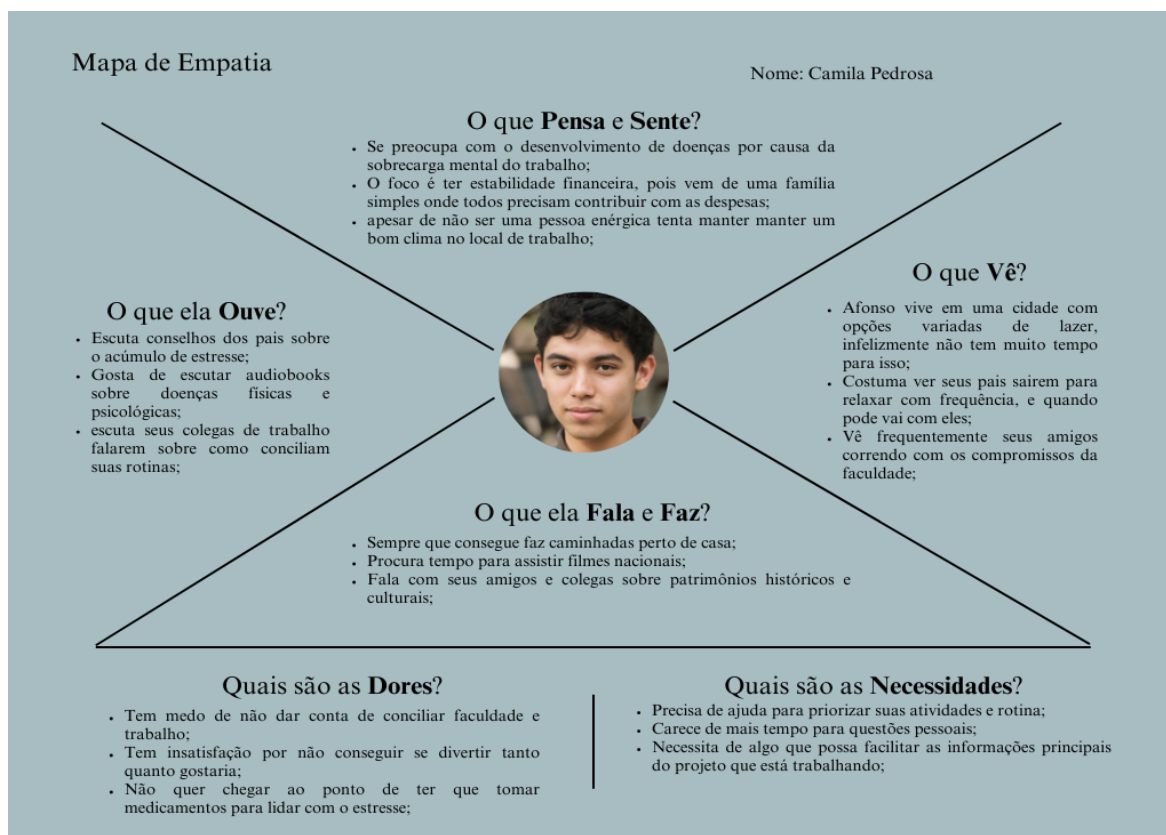 Mapa de Empatia
Nome: Camila Pedrosa
O que Pensa e Sente?
• Se preocupa com o desenvolvimento de doenças por causa da
sobrecarga mental do trabalho;
• O foco é ter estabilidade financeira, pois vem de uma família
simples onde todos precisam contribuir com as despesas;
• apesar de não ser uma pessoa enérgica tenta manter manter um
bom clima no local de trabalho;
O que ela Ouve?
• Escuta conselhos dos pais sobre
o acúmulo de estresse;
• Gosta de escutar audiobooks
sobre doenças físicas e
psicológicas;
• escuta seus colegas de trabalho
falarem sobre como conciliam
suas rotinas;
O que Vê?
• Afonso vive em uma cidade com
opções variadas de lazer,
infelizmente não tem muito tempo
para isso;
• Costuma ver seus pais sairem para
relaxar com frequência, e quando
pode vai com eles;
• Vê frequentemente seus amigos
correndo com os compromissos da
faculdade;
O que ela Fala e Faz?
• Sempre que consegue faz caminhadas perto de casa;
• Procura tempo para assistir filmes nacionais;
• Fala com seus amigos e colegas sobre patrimônios históricos e
culturais;
Quais são as Dores?
• Tem medo de não dar conta de conciliar faculdade e
trabalho;
• Tem insatisfação por não conseguir se divertir tanto
quanto gostaria;
• Não quer chegar ao ponto de ter que tomar
medicamentos para lidar com o estresse;
Quais são as Necessidades?
• Precisa de ajuda para priorizar suas atividades e rotina;
• Carece de mais tempo para questões pessoais;
• Necessita de algo que possa facilitar as informações principais
do projeto que está trabalhando;